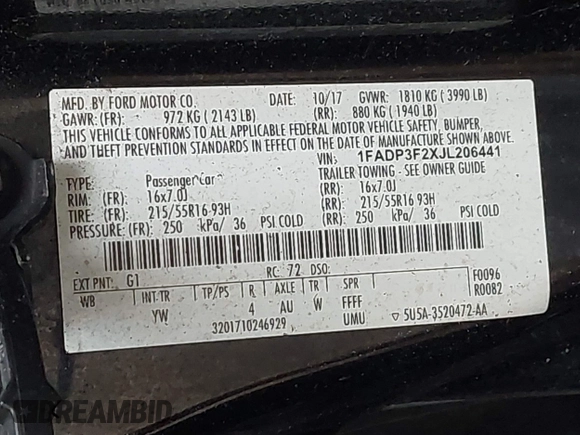 MFD. BY FORD MOTOR CO. DATE: 10/17 GVWR: 1810 KG ( 3990 LB)
GAWR: (FR): 972 KG ( 2143 LB) (RR): 880 KG ( 1940 LB)
THIS VEHICLE CONFORMS TO ALL APPLICABLE FEDERAL MOTOR VEHICLE SAFETY, BUMPER,
AND THEFT PREVENTION STANDARDS IN EFFECT ON THE DATE OF MANUFACTURE SHOWN ABOVE.
VIN: 1FADP3F2XJL206441
TYPE: Passenger Car TRAILER TOWING - SEE OWNER GUIDE
RIM: (FR) 16x7.0J (RR) 16x7.0J
TIRE: (FR) 215/55R16 93H (RR) 215/55R16 93H
PRESSURE: (FR) 250 kPa/ 36 PSI COLD (RR) 250 kPa/ 36 PSI COLD
EXT PNT: G1 RC: 72 DSO: F0096
WB INT TR TP/PS R AXLE TR SPR R0082
YW 4 AU W FFFF
3201710246929 UMU ▽ SU5A-3520472-AA
DREAMBID